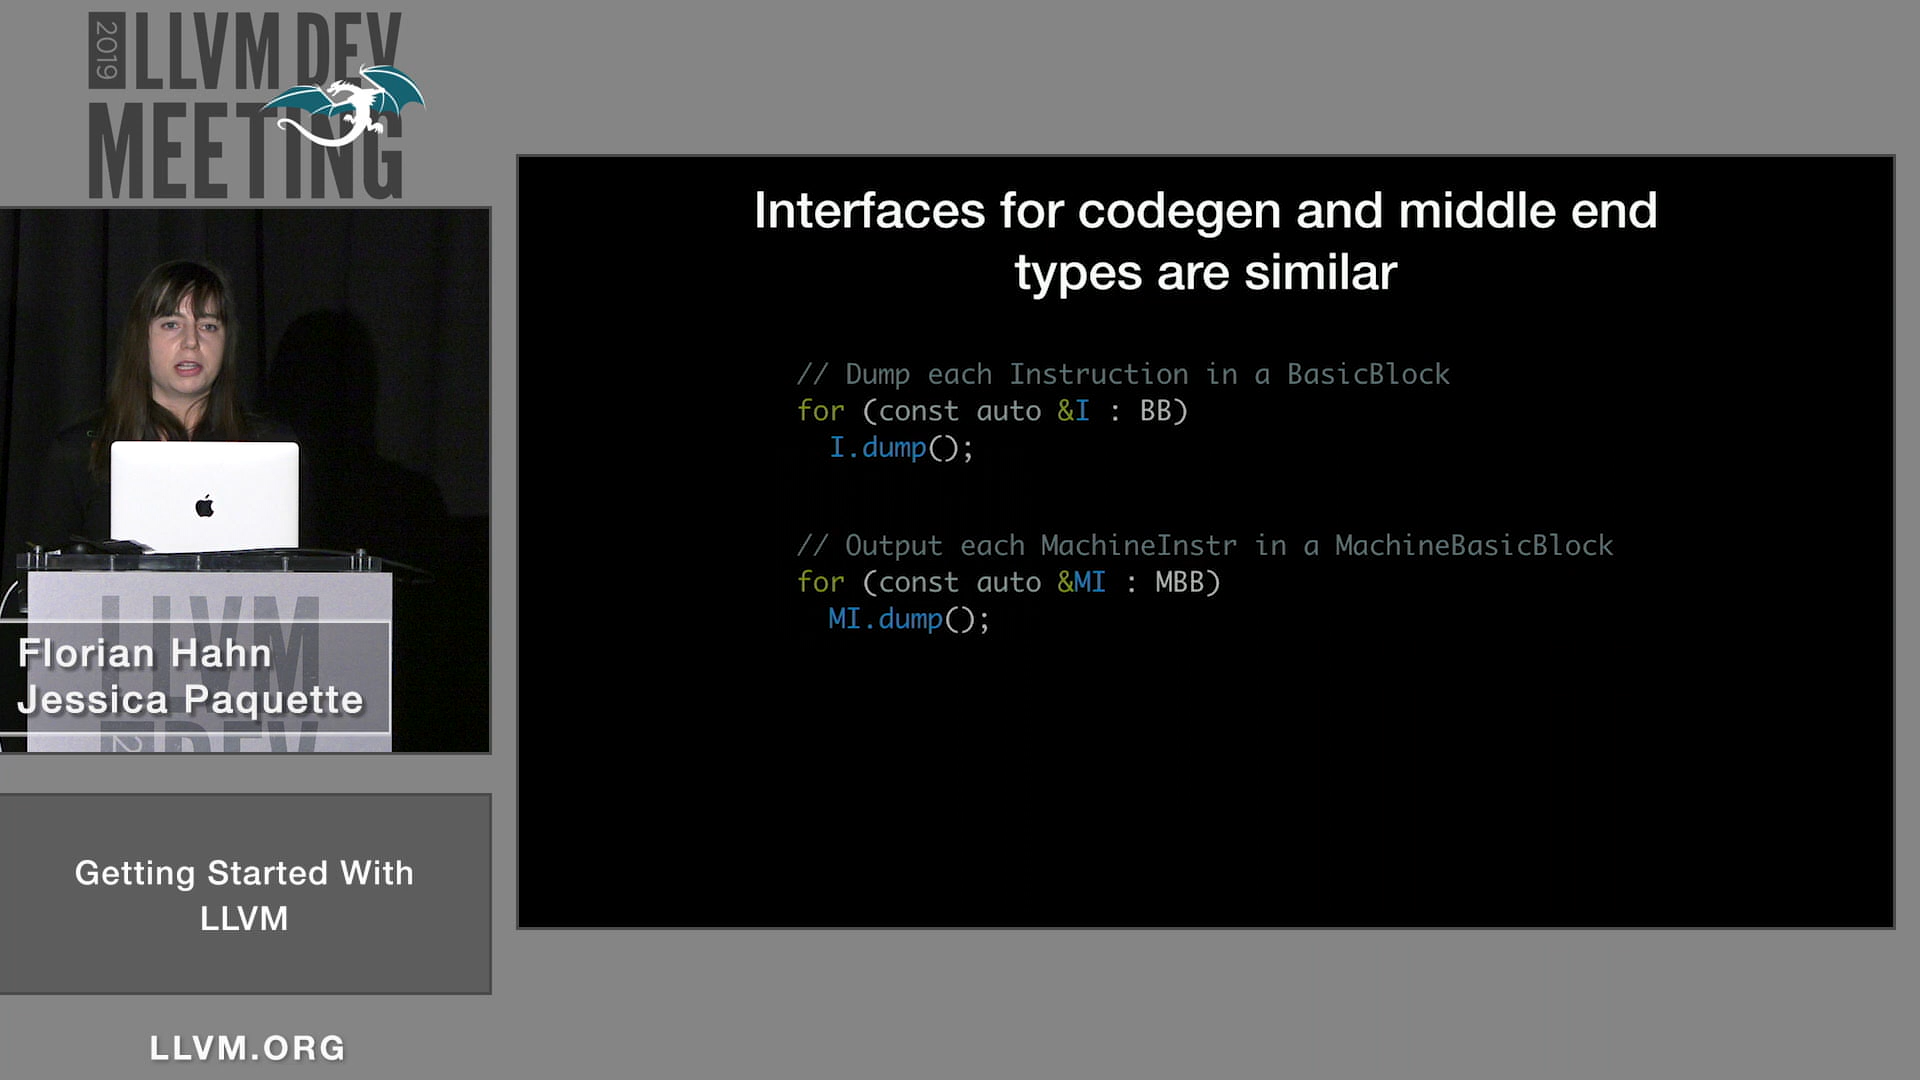 2019
LLVM DEV
MEETING
Interfaces for codegen and middle end
types are similar
// Dump each Instruction in a BasicBlock
for (const auto &I : BB)
I.dump();
// Output each MachineInstr in a MachineBasicBlock
for (const auto &MI : MBB)
MI.dump();
LLVM
DEV
Florian Hahn
Jessica Paquette
Getting Started With
LLVM
LLVM.ORG